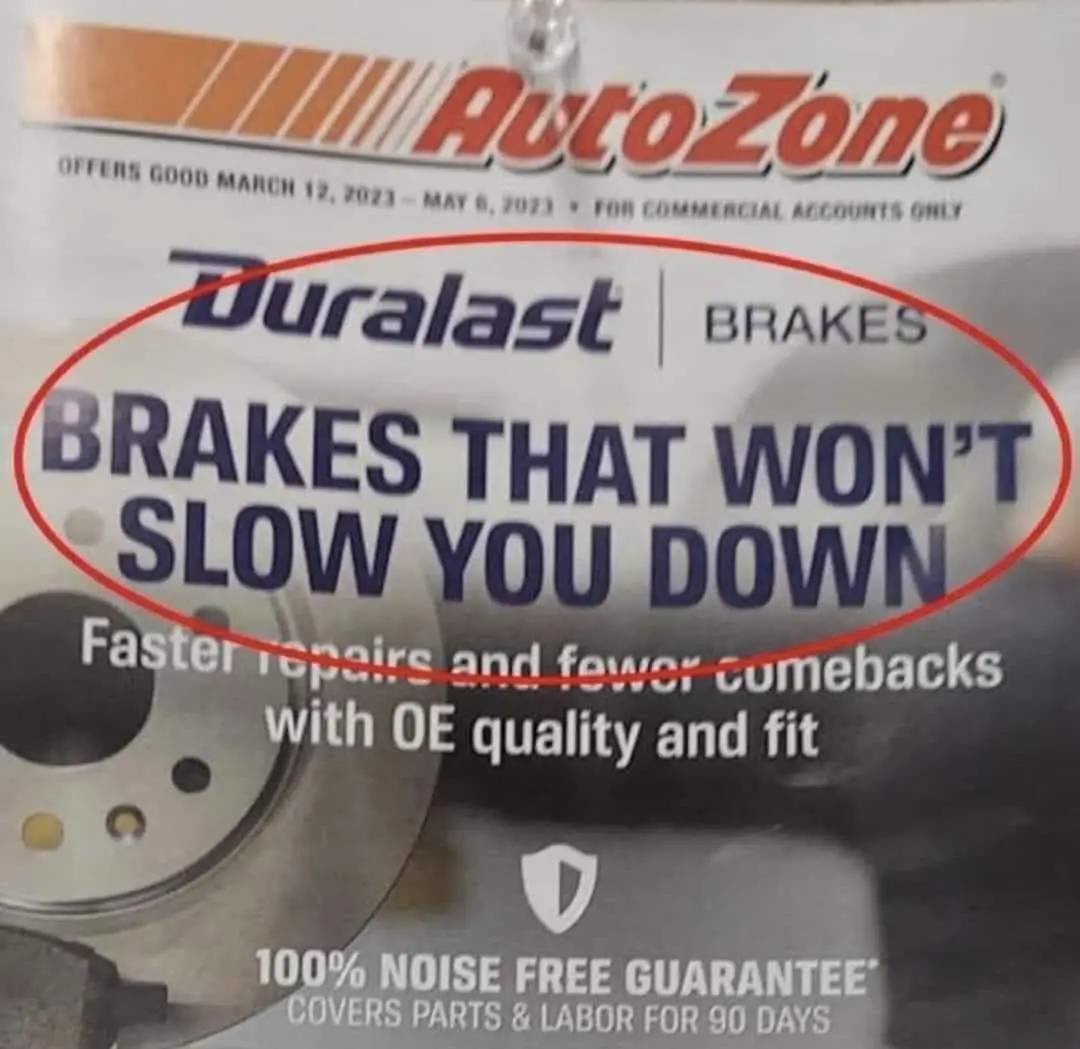 AutoZone
OFFERS GOOD MARCH 12, 2023 – MAY 6, 2023 • FOR COMMERCIAL ACCOUNTS ONLY
Duralast | BRAKES
BRAKES THAT WON'T
SLOW YOU DOWN
Faster repairs and fewer comebacks
with OE quality and fit
100% NOISE FREE GUARANTEE*
COVERS PARTS & LABOR FOR 90 DAYS